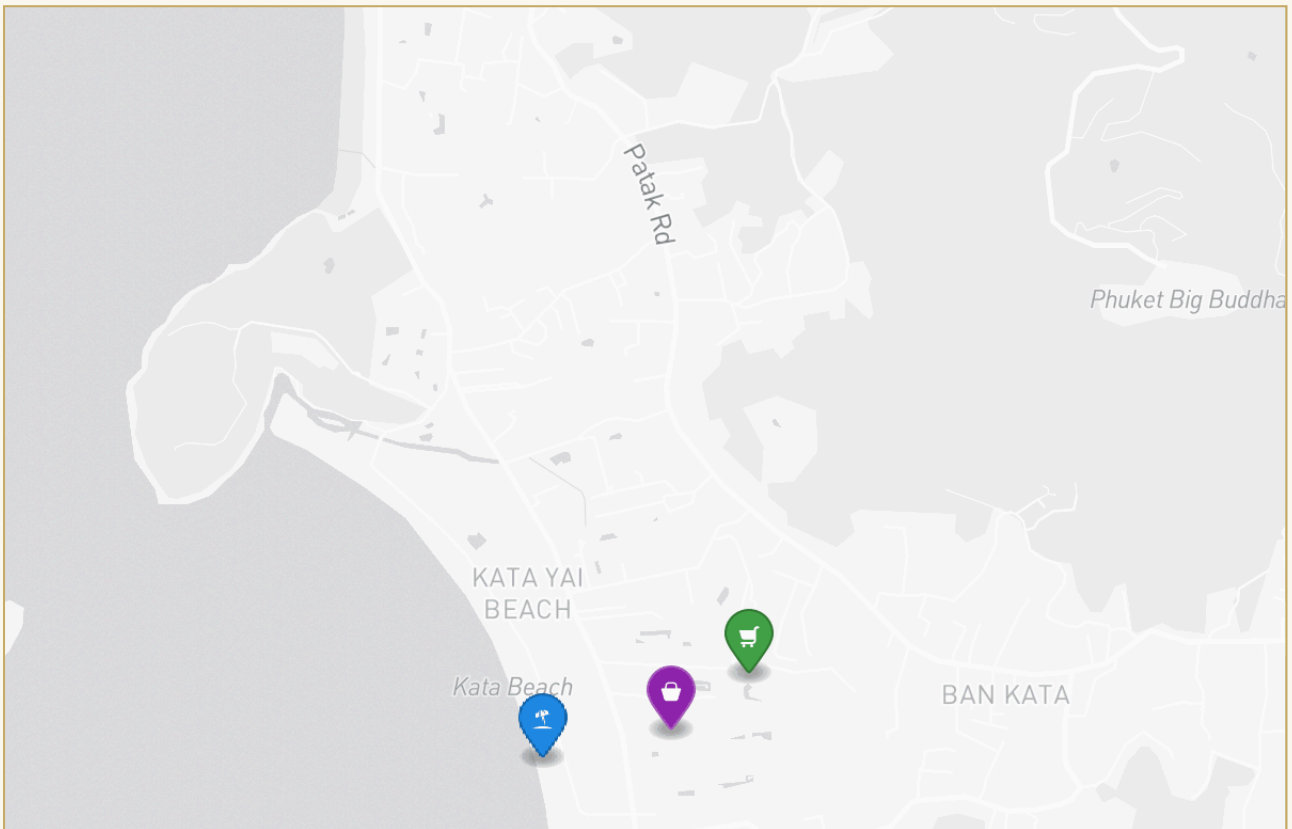 Patak Rd
Phuket Big Buddha
KATA YAI
BEACH
Kata Beach
BAN KATA